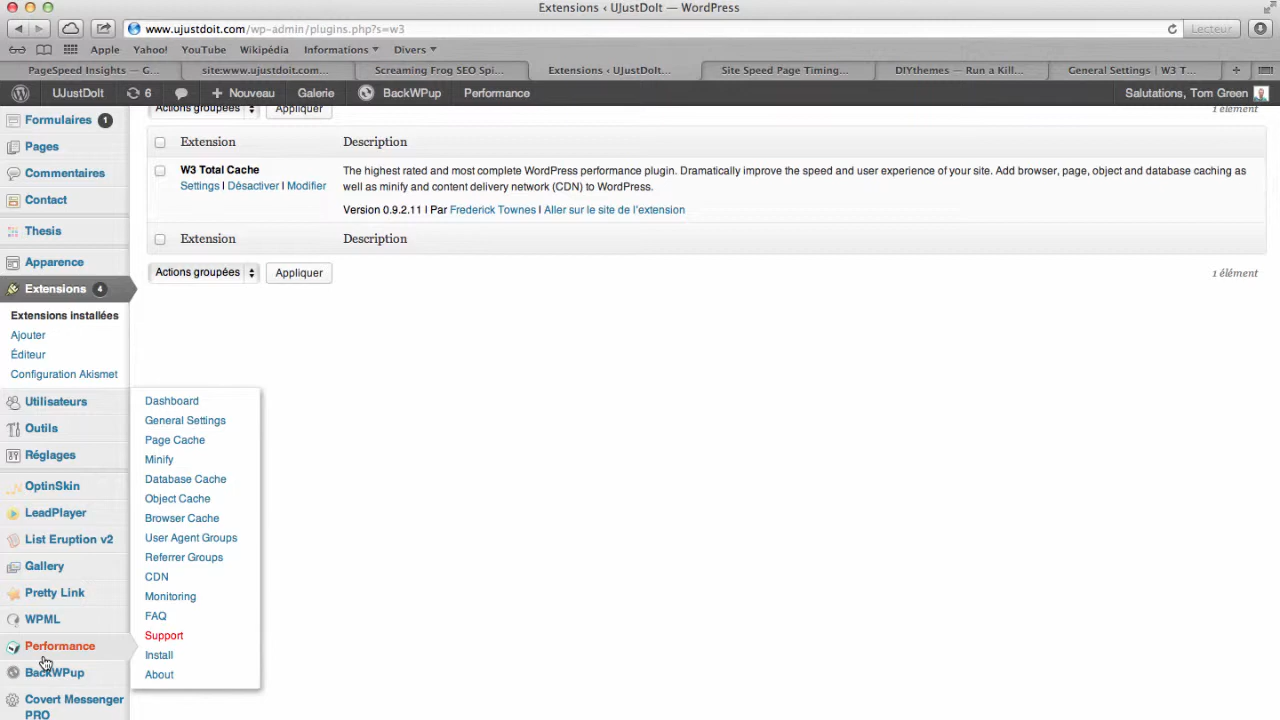 Extensions ‹ UJustDoIt — WordPress
www.ujustdoit.com/wp-admin/plugins.php?s=w3
Lecteur
Apple Yahoo! YouTube Wikipédia Informations Divers
PageSpeed Insights — G... site:www.ujustdoit.com... Screaming Frog SEO Spi... Extensions ‹ UJustDoIt... Site Speed Page Timing... DIYthemes — Run a Kill... General Settings | W3 T...
UJustDoIt 6 Nouveau Galerie BackWPup Performance Salutations, Tom Green
Formulaires 1
Pages
Commentaires
Contact
Thesis
Apparence
Extensions 4
Extensions installées
Ajouter
Éditeur
Configuration Akismet
Utilisateurs
Outils
Réglages
OptinSkin
LeadPlayer
List Eruption v2
Gallery
Pretty Link
WPML
Performance
BackWPup
Covert Messenger
PRO
Dashboard
General Settings
Page Cache
Minify
Database Cache
Object Cache
Browser Cache
User Agent Groups
Referrer Groups
CDN
Monitoring
FAQ
Support
Install
About
Actions groupées Appliquer 1 élément
Extension Description
W3 Total Cache
Settings | Désactiver | Modifier
The highest rated and most complete WordPress performance plugin. Dramatically improve the speed and user experience of your site. Add browser, page, object and database caching as
well as minify and content delivery network (CDN) to WordPress.
Version 0.9.2.11 | Par Frederick Townes | Aller sur le site de l'extension
Extension Description
Actions groupées Appliquer 1 élément